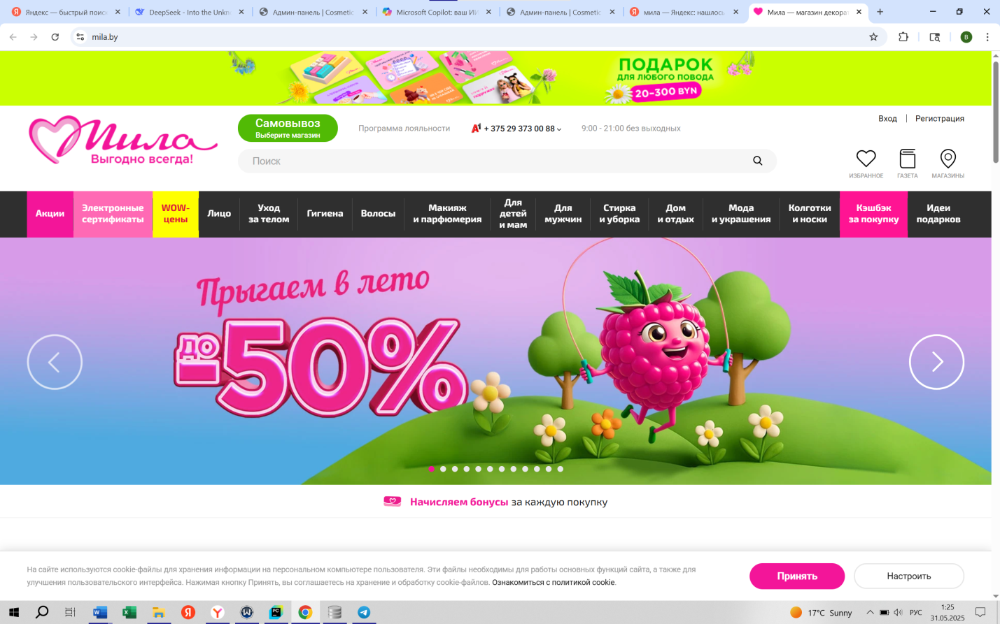 Яндекс — быстрый поиск
DeepSeek - Into the Unkn
Админ-панель | Cosmetic
Microsoft Copilot: ваш ИИ
Админ-панель | Cosmetic
мила — Яндекс: нашлось
Мила — магазин декорат
mila.by
B
ПОДАРОК
ДЛЯ ЛЮБОГО ПОВОДА
20-300 BYN
Мила
Выгодно всегда!
Самовывоз
Выберите магазин
Программа лояльности
А1 + 375 29 373 00 88
9:00 - 21:00 без выходных
Вход
Регистрация
Поиск
ИЗБРАННОЕ
ГАЗЕТА
МАГАЗИНЫ
Акции
Электронные
сертификаты
WOW-
цены
Лицо
Уход
за телом
Гигиена
Волосы
Макияж
и парфюмерия
Для
детей
и мам
Для
мужчин
Стирка
и уборка
Дом
и отдых
Мода
и украшения
Колготки
и носки
Кэшбэк
за покупку
Идеи
подарков
Прыгаем в лето
до
-50%
Начисляем бонусы за каждую покупку
На сайте используются cookie-файлы для хранения информации на персональном компьютере пользователя. Эти файлы необходимы для работы основных функций сайта, а также для
улучшения пользовательского интерфейса. Нажимая кнопку Принять, вы соглашаетесь на хранение и обработку cookie-файлов. Ознакомиться с политикой cookie.
Принять
Настроить
17°C Sunny
РУС
1:25
31.05.2025